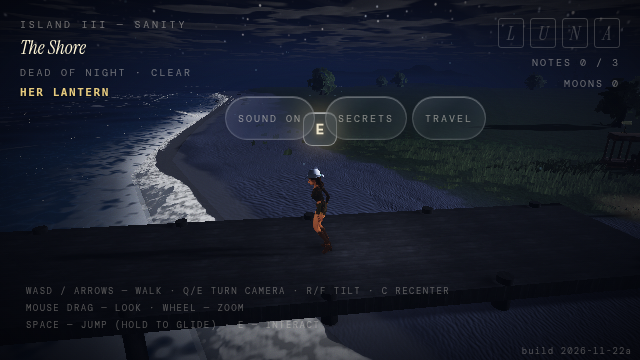 ISLAND III — SANITY
The Shore
DEAD OF NIGHT · CLEAR
HER LANTERN
L U N A
NOTES 0 / 3
MOONS 0
SOUND ON
SECRETS
TRAVEL
E
WASD / ARROWS — WALK · Q/E TURN CAMERA · R/F TILT · C RECENTER
MOUSE DRAG — LOOK · WHEEL — ZOOM
SPACE — JUMP (HOLD TO GLIDE) · E — INTERACT
build 2026-11-22a